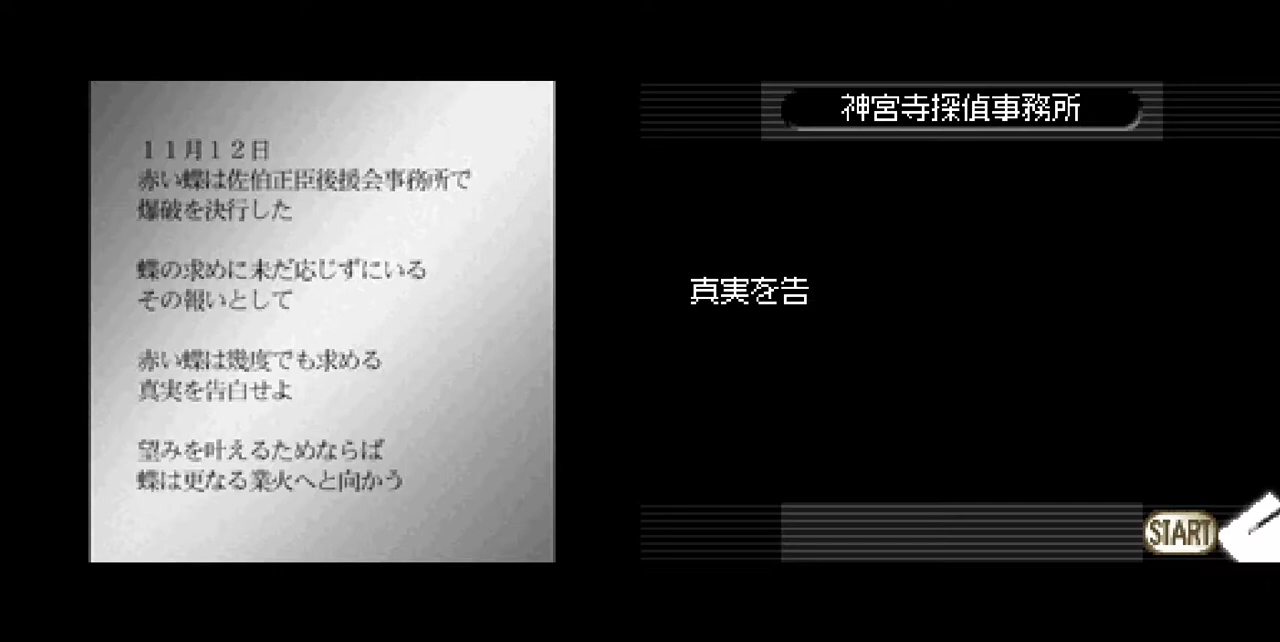 １１月１２日
赤い蝶は佐伯正臣後援会事務所で
爆破を決行した
蝶の求めに未だ応じずにいる
その報いとして
赤い蝶は幾度でも求める
真実を告白せよ
望みを叶えるためならば
蝶は更なる業火へと向かう
神宮寺探偵事務所
真実を告
START